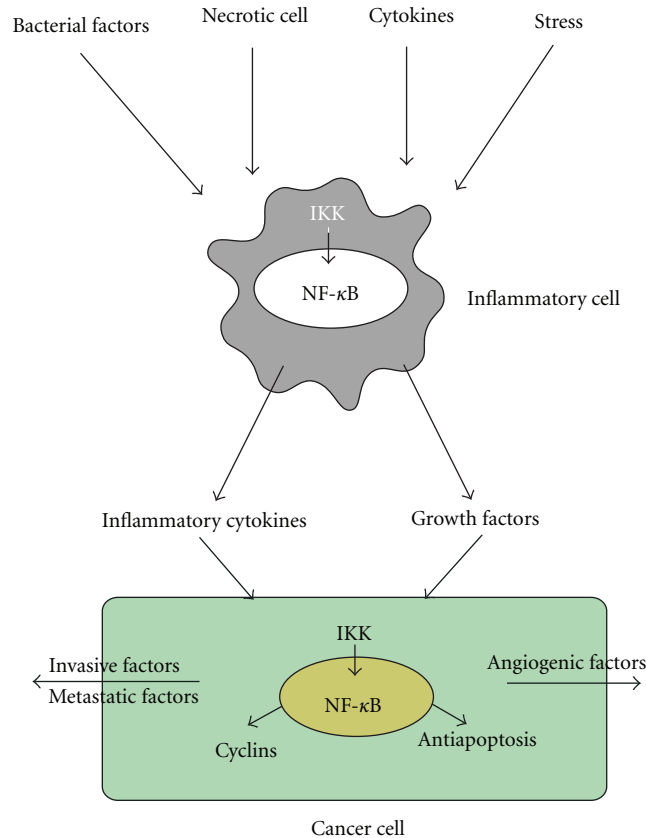 Bacterial factors
Necrotic cell
Cytokines
Stress
IKK
NF-κB
Inflammatory cell
Inflammatory cytokines
Growth factors
IKK
Invasive factors
Angiogenic factors
Metastatic factors
NF-κB
Cyclins
Antiapoptosis
Cancer cell